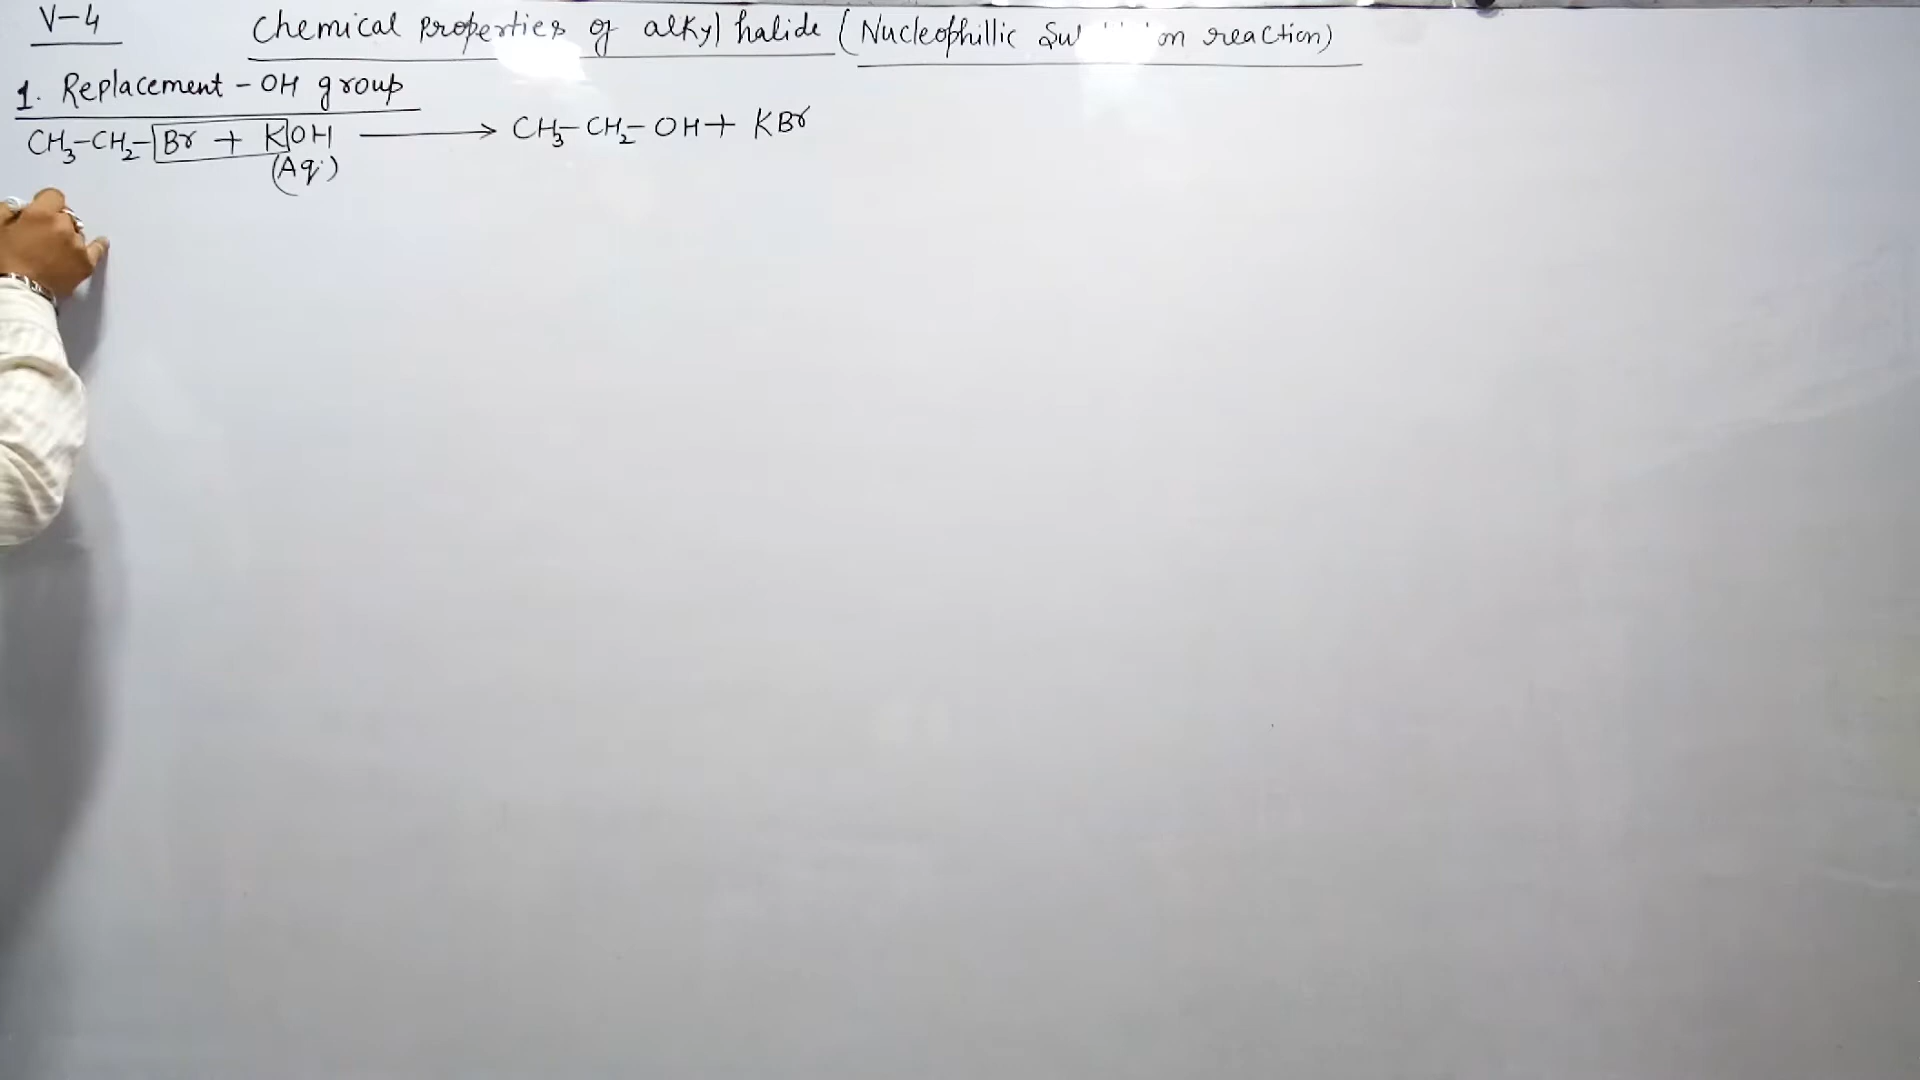 V-4
Chemical properties of alkyl halide (Nucleophillic reaction)
1. Replacement - OH group
CH₃-CH₂-Br + KOH ⟶ CH₃-CH₂-OH + KBr
(Aq.)